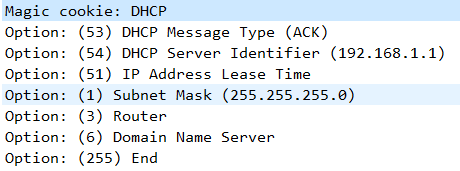 Magic cookie: DHCP
Option: (53) DHCP Message Type (ACK)
Option: (54) DHCP Server Identifier (192.168.1.1)
Option: (51) IP Address Lease Time
Option: (1) Subnet Mask (255.255.255.0)
Option: (3) Router
Option: (6) Domain Name Server
Option: (255) End